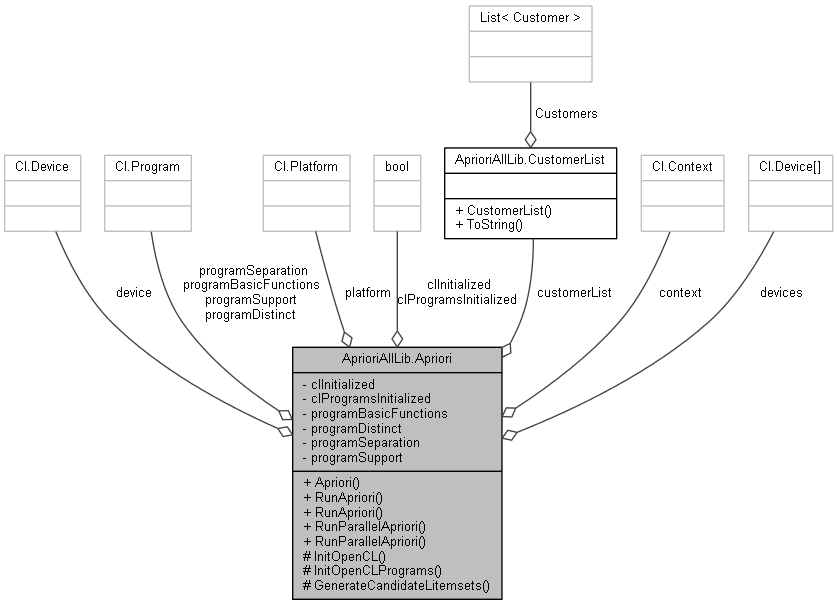 List< Customer >
Customers
Cl.Device
Cl.Program
Cl.Platform
bool
AprioriAllLib.CustomerList
+ CustomerList()
+ ToString()
Cl.Context
Cl.Device[]
device
programSeparation
programBasicFunctions
programSupport
programDistinct
platform
clInitialized
clProgramsInitialized
customerList
context
devices
AprioriAllLib.Apriori
- clInitialized
- clProgramsInitialized
- programBasicFunctions
- programDistinct
- programSeparation
- programSupport
+ Apriori()
+ RunApriori()
+ RunApriori()
+ RunParallelApriori()
+ RunParallelApriori()
# InitOpenCL()
# InitOpenCLPrograms()
# GenerateCandidateLitemsets()